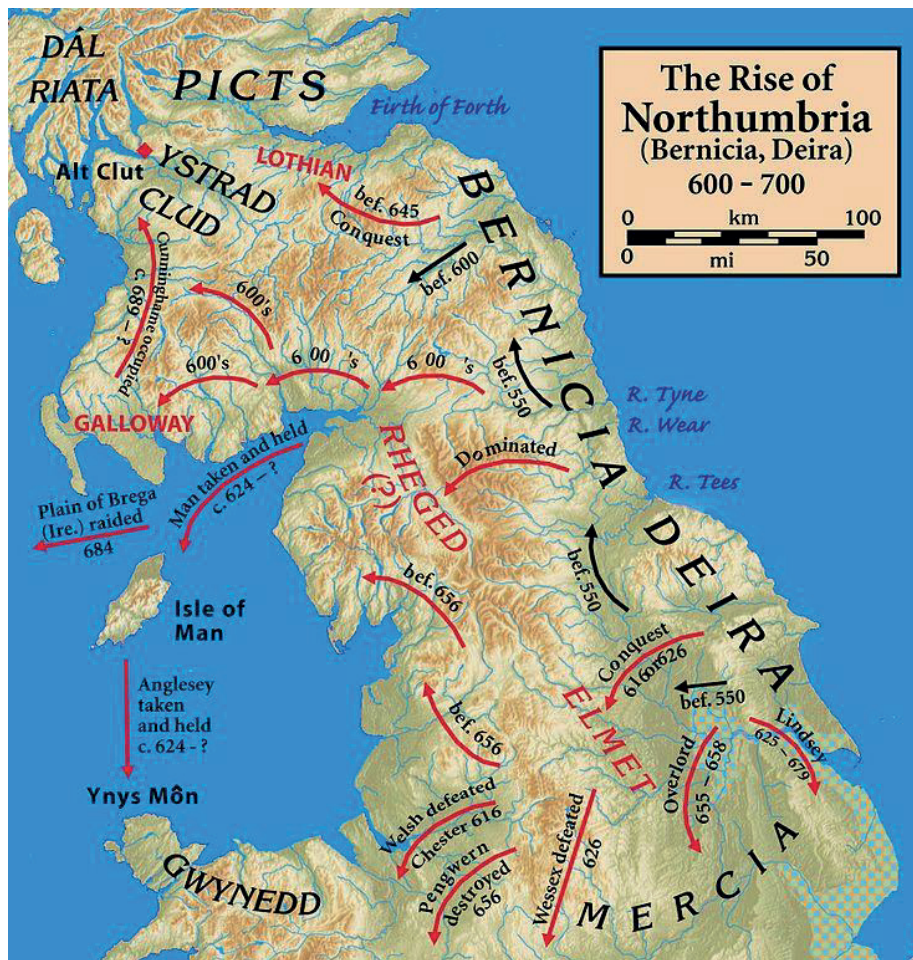 DÁL
RIATA
PICTS
Firth of Forth
The Rise of
Northumbria
(Bernicia, Deira)
600 – 700
0 km 100
0 mi 50
Alt Clut
YSTRAD
CLUD
LOTHIAN
bef. 645
Conquest
BERNICIA
bef. 600
Cunninghame occupied
c. 689 – ?
600's
600's
6 00 's
6 00 's
bef. 550
R. Tyne
R. Wear
GALLOWAY
RHEGED
(?)
Dominated
R. Tees
Man taken and held
c. 624 – ?
Plain of Brega
(Ire.) raided
684
DEIRA
bef. 550
bef. 656
Isle of
Man
Conquest
616or626
bef. 550
ELMET
Anglesey
taken
and held
c. 624 - ?
bef. 656
Lindsey
625 – 679
Overlord
655 – 658
Ynys Môn
Welsh defeated
Chester 616
Pengwern
destroyed
656
Wessex defeated
626
GWYNEDD
MERCIA